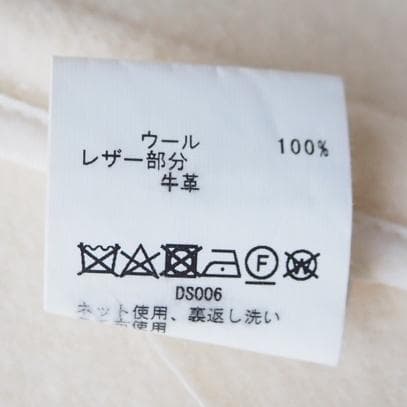 ウール 100%
レザー部分
牛革
F W
DS006
ネット使用、裏返し洗い